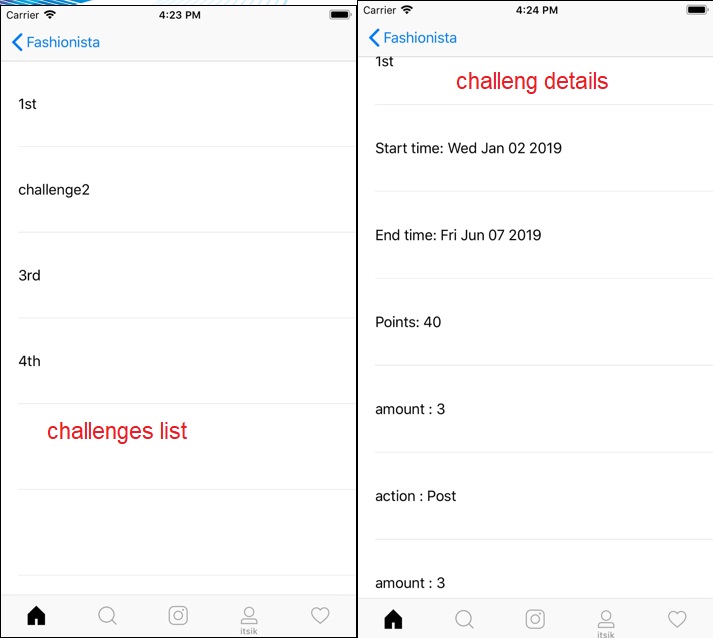 Carrier 4:23 PM
Fashionista
1st
challenge2
3rd
4th
challenges list
itsik
Carrier 4:24 PM
Fashionista
1st
challeng details
Start time: Wed Jan 02 2019
End time: Fri Jun 07 2019
Points: 40
amount : 3
action : Post
amount : 3
itsik